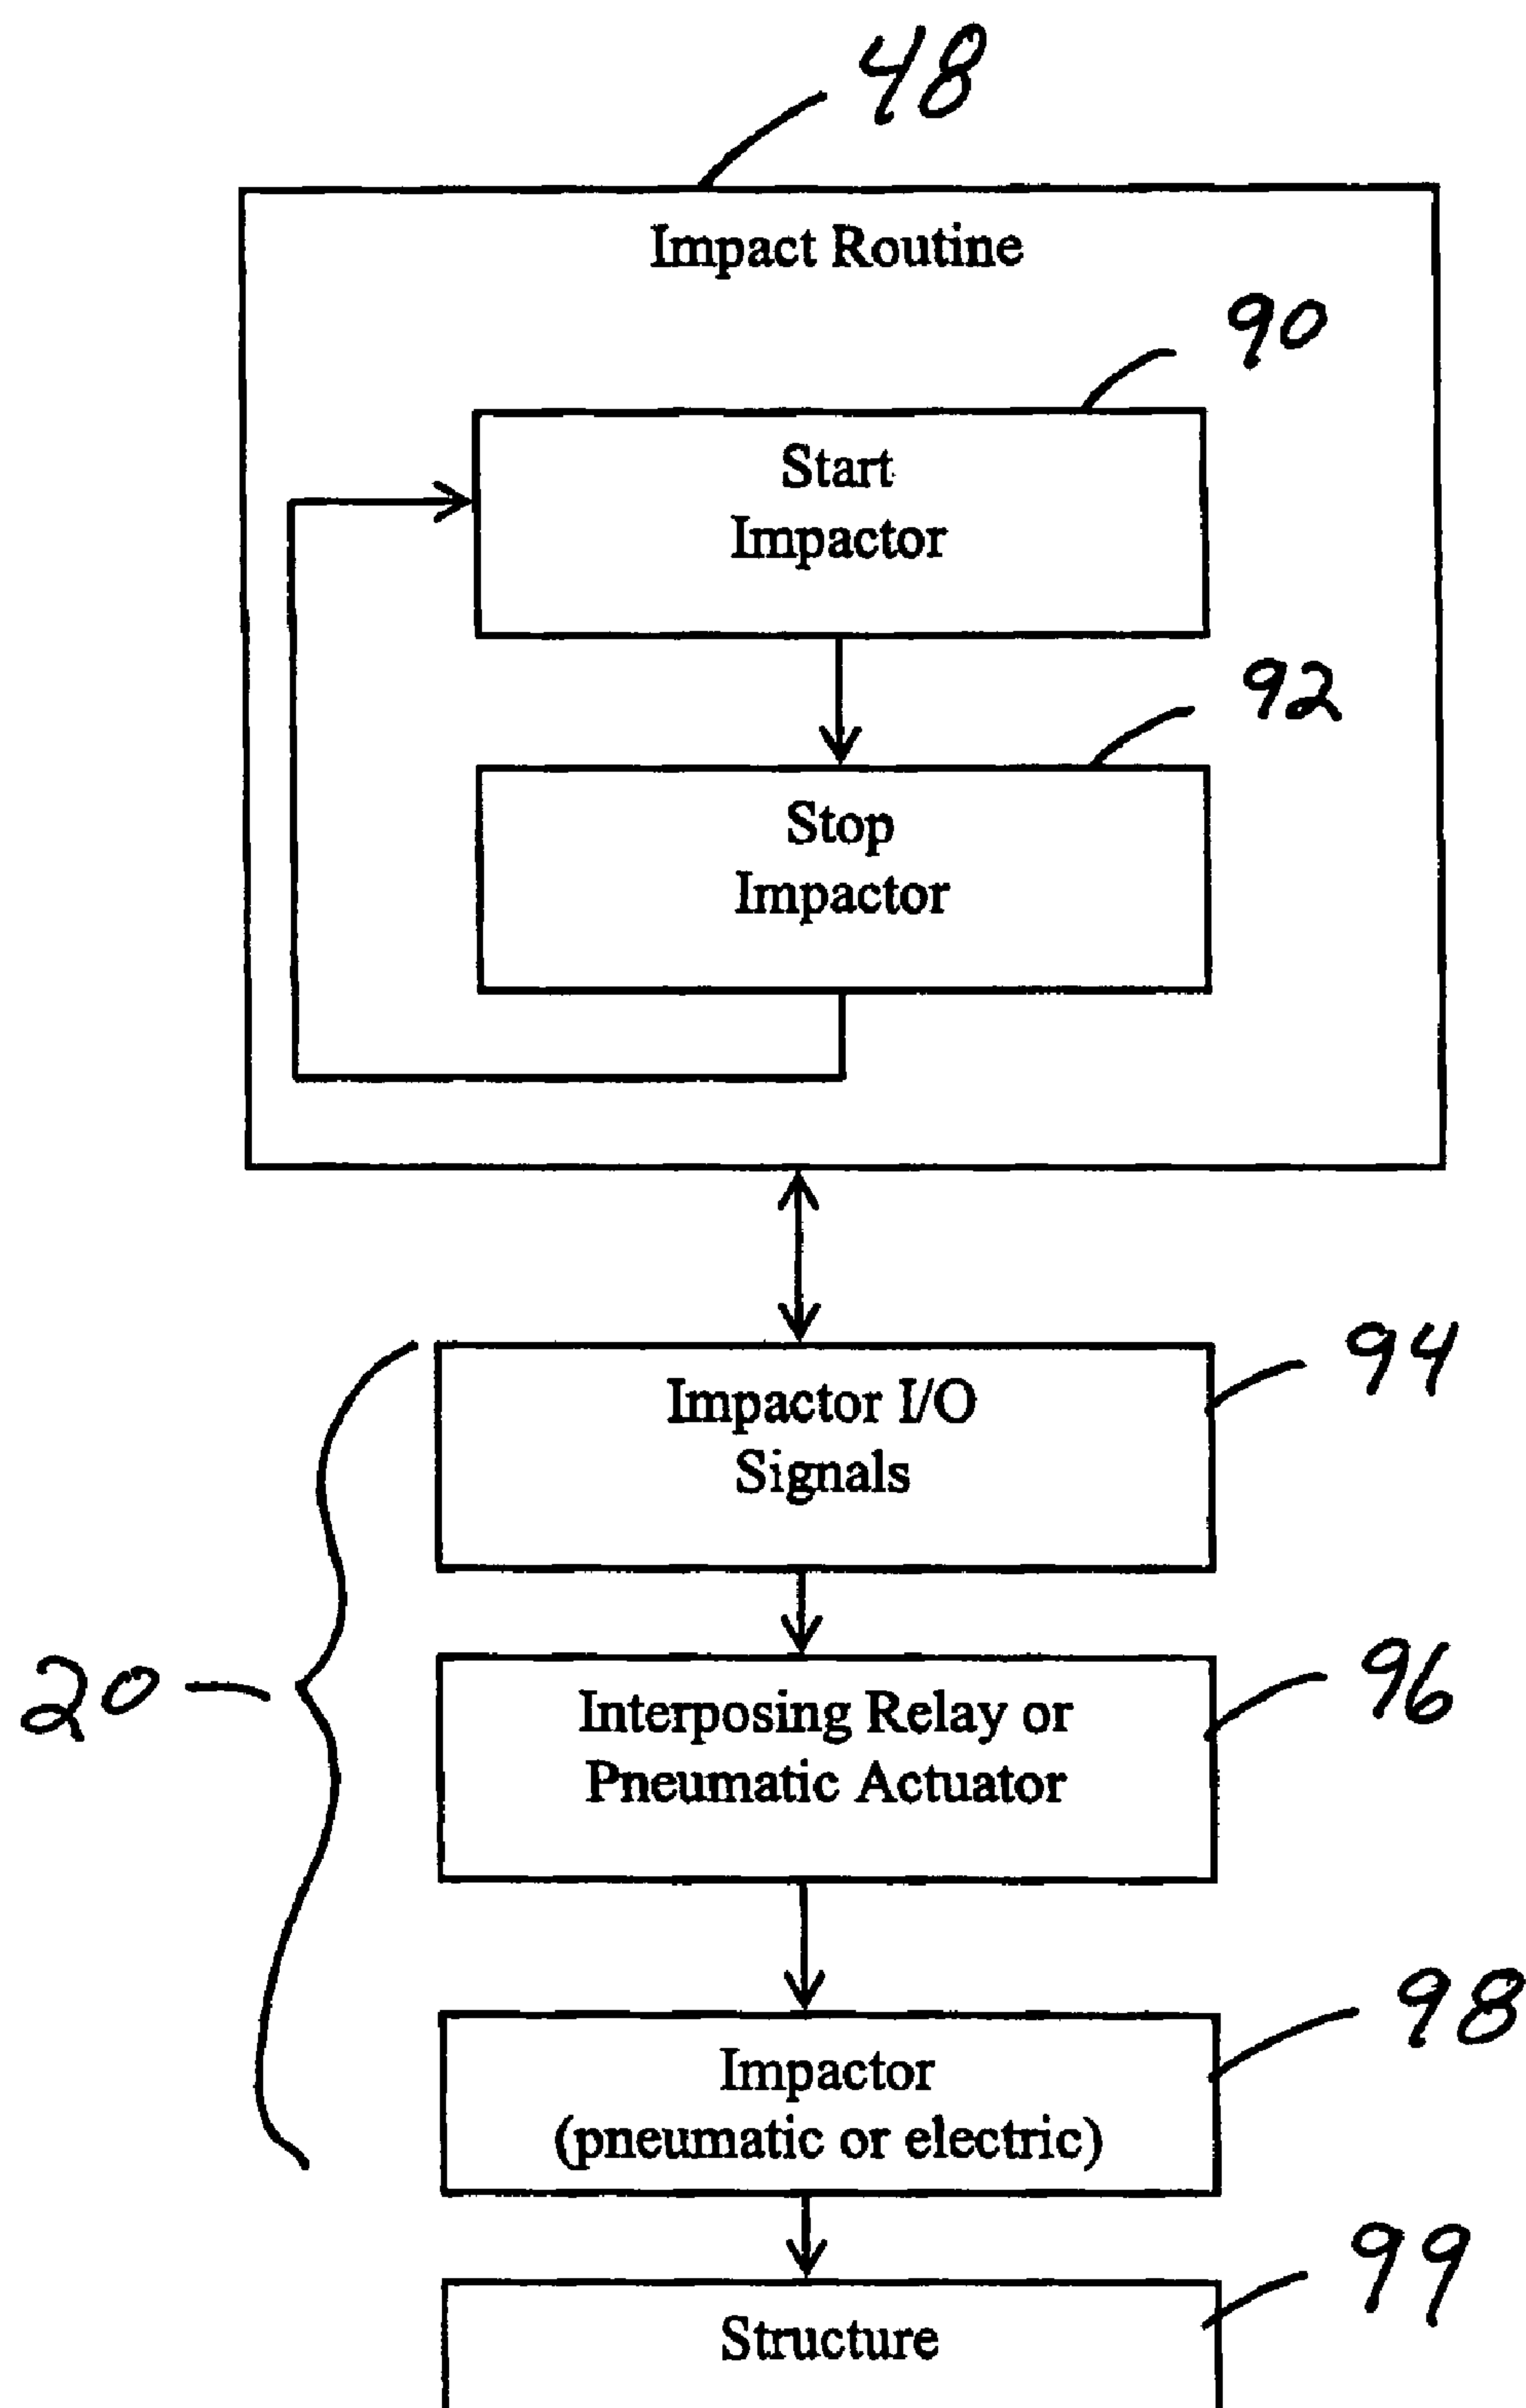 48
Impact Routine
90
Start
Impactor
92
Stop
Impactor
94
Impactor I/O
Signals
20
96
Interposing Relay or
Pneumatic Actuator
98
Impactor
(pneumatic or electric)
99
Structure